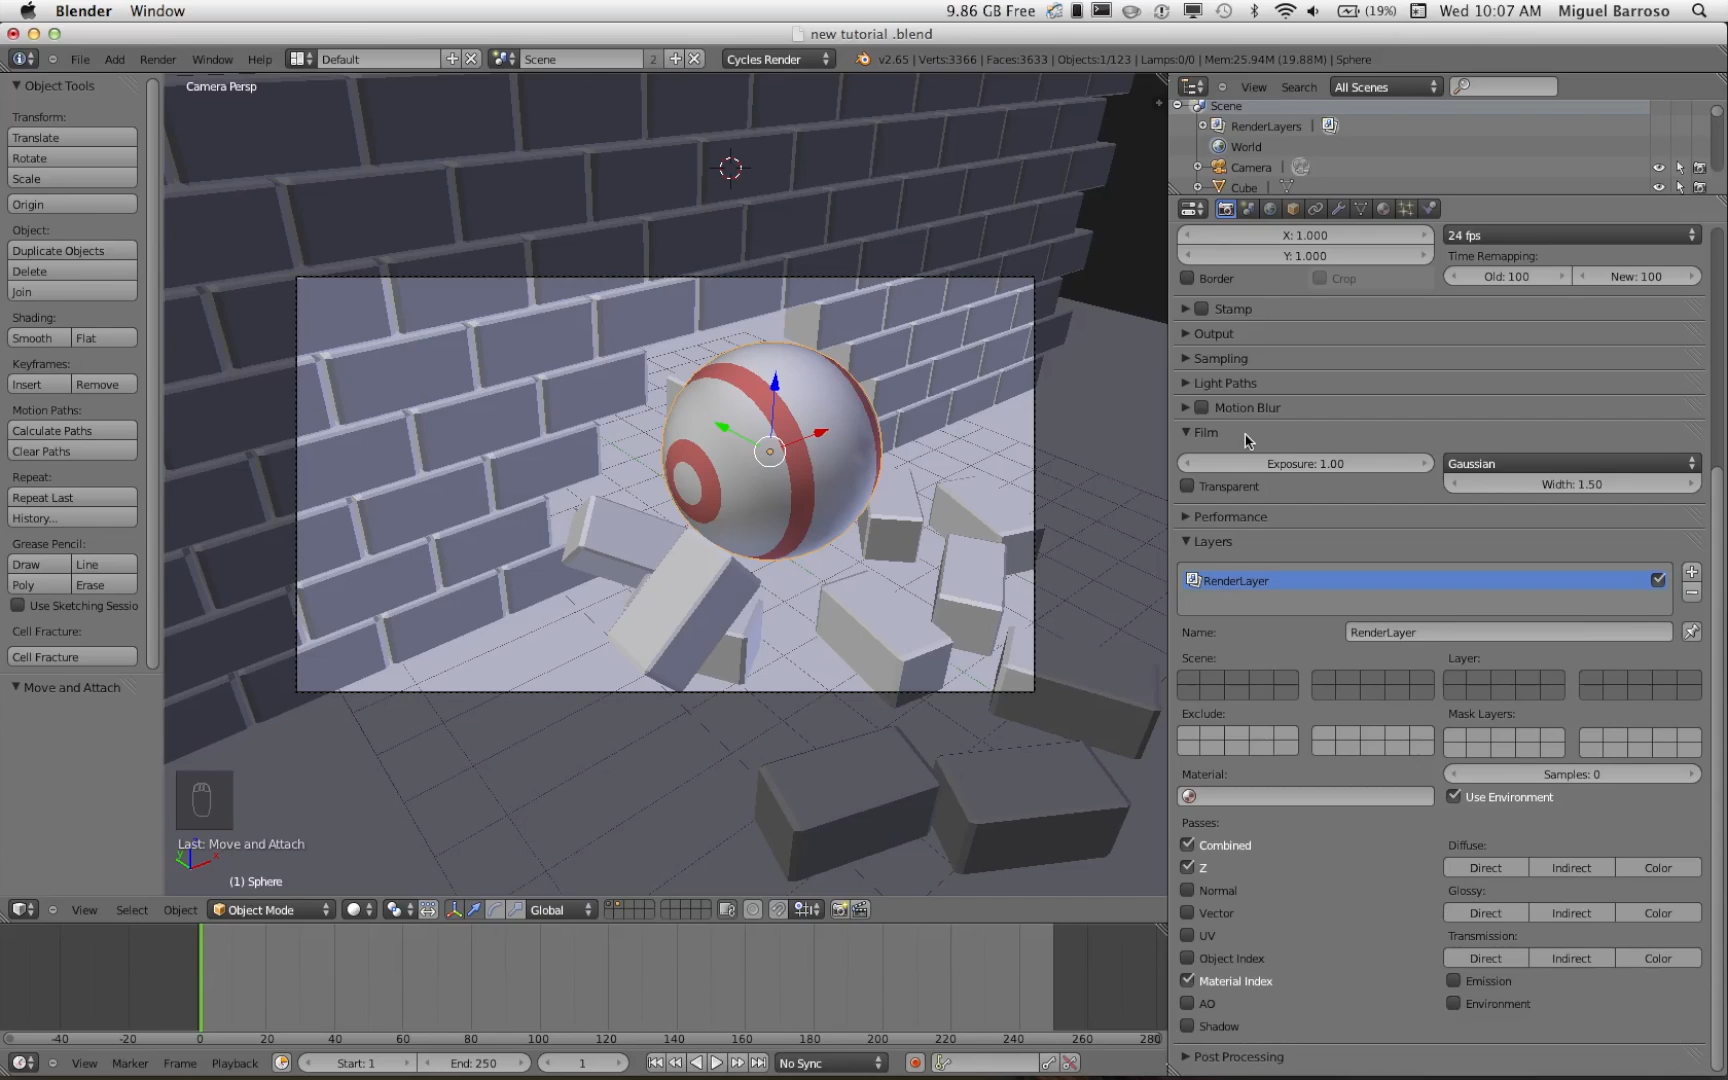 Blender Window 9.86 GB Free (19%) Wed 10:07 AM Miguel Barroso
new tutorial .blend
File Add Render Window Help Default Scene 2 Cycles Render v2.65 | Verts:3366 | Faces:3633 | Objects:1/123 | Lamps:0/0 | Mem:25.94M (19.88M) | Sphere
Object Tools
Transform:
Translate
Rotate
Scale
Origin
Object:
Duplicate Objects
Delete
Join
Shading:
Smooth Flat
Keyframes:
Insert Remove
Motion Paths:
Calculate Paths
Clear Paths
Repeat:
Repeat Last
History...
Grease Pencil:
Draw Line
Poly Erase
Use Sketching Sessio
Cell Fracture:
Cell Fracture
Move and Attach
Camera Persp
Last: Move and Attach
(1) Sphere
View Select Object Object Mode Global
-40 -20 0 20 40 60 80 100 120 140 160 180 200 220 240 260 280
View Marker Frame Playback Start: 1 End: 250 1 No Sync
View Search All Scenes
Scene
RenderLayers |
World
Camera |
Cube |
X: 1.000 24 fps
Y: 1.000 Time Remapping:
Border Crop Old: 100 New: 100
Stamp
Output
Sampling
Light Paths
Motion Blur
Film
Exposure: 1.00 Gaussian
Transparent Width: 1.50
Performance
Layers
RenderLayer
Name: RenderLayer
Scene: Layer:
Exclude: Mask Layers:
Material: Samples: 0
Use Environment
Passes:
Combined Diffuse:
Z Direct Indirect Color
Normal Glossy:
Vector Direct Indirect Color
UV Transmission:
Object Index Direct Indirect Color
Material Index Emission
AO Environment
Shadow
Post Processing